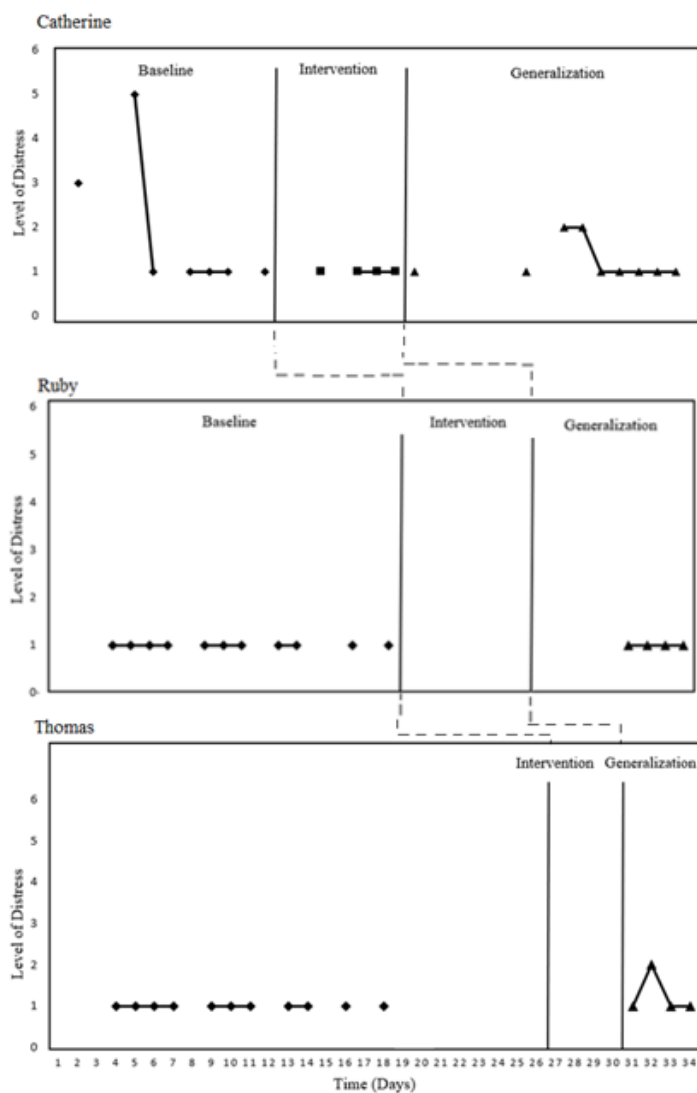 Catherine
6
Baseline
Intervention
Generalization
5
4
Level of Distress
3
2
1
0
Ruby
6
Baseline
Intervention
Generalization
5
4
Level of Distress
3
2
1
0
Thomas
Intervention
Generalization
6
5
4
Level of Distress
3
2
1
0
1 2 3 4 5 6 7 8 9 10 11 12 13 14 15 16 17 18 19 20 21 22 23 24 25 26 27 28 29 30 31 32 33 34
Time (Days)